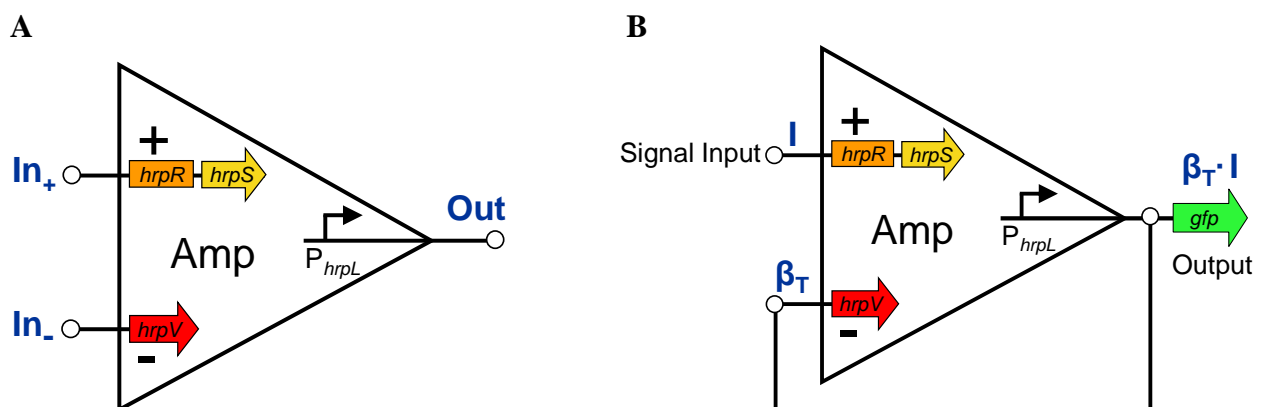 A
+
In+
hrpR hrpS
Out
Amp
PhrpL
In-
hrpV
-
B
I
+
Signal Input
hrpR hrpS
βT· I
gfp
Amp
PhrpL
Output
βT
hrpV
-